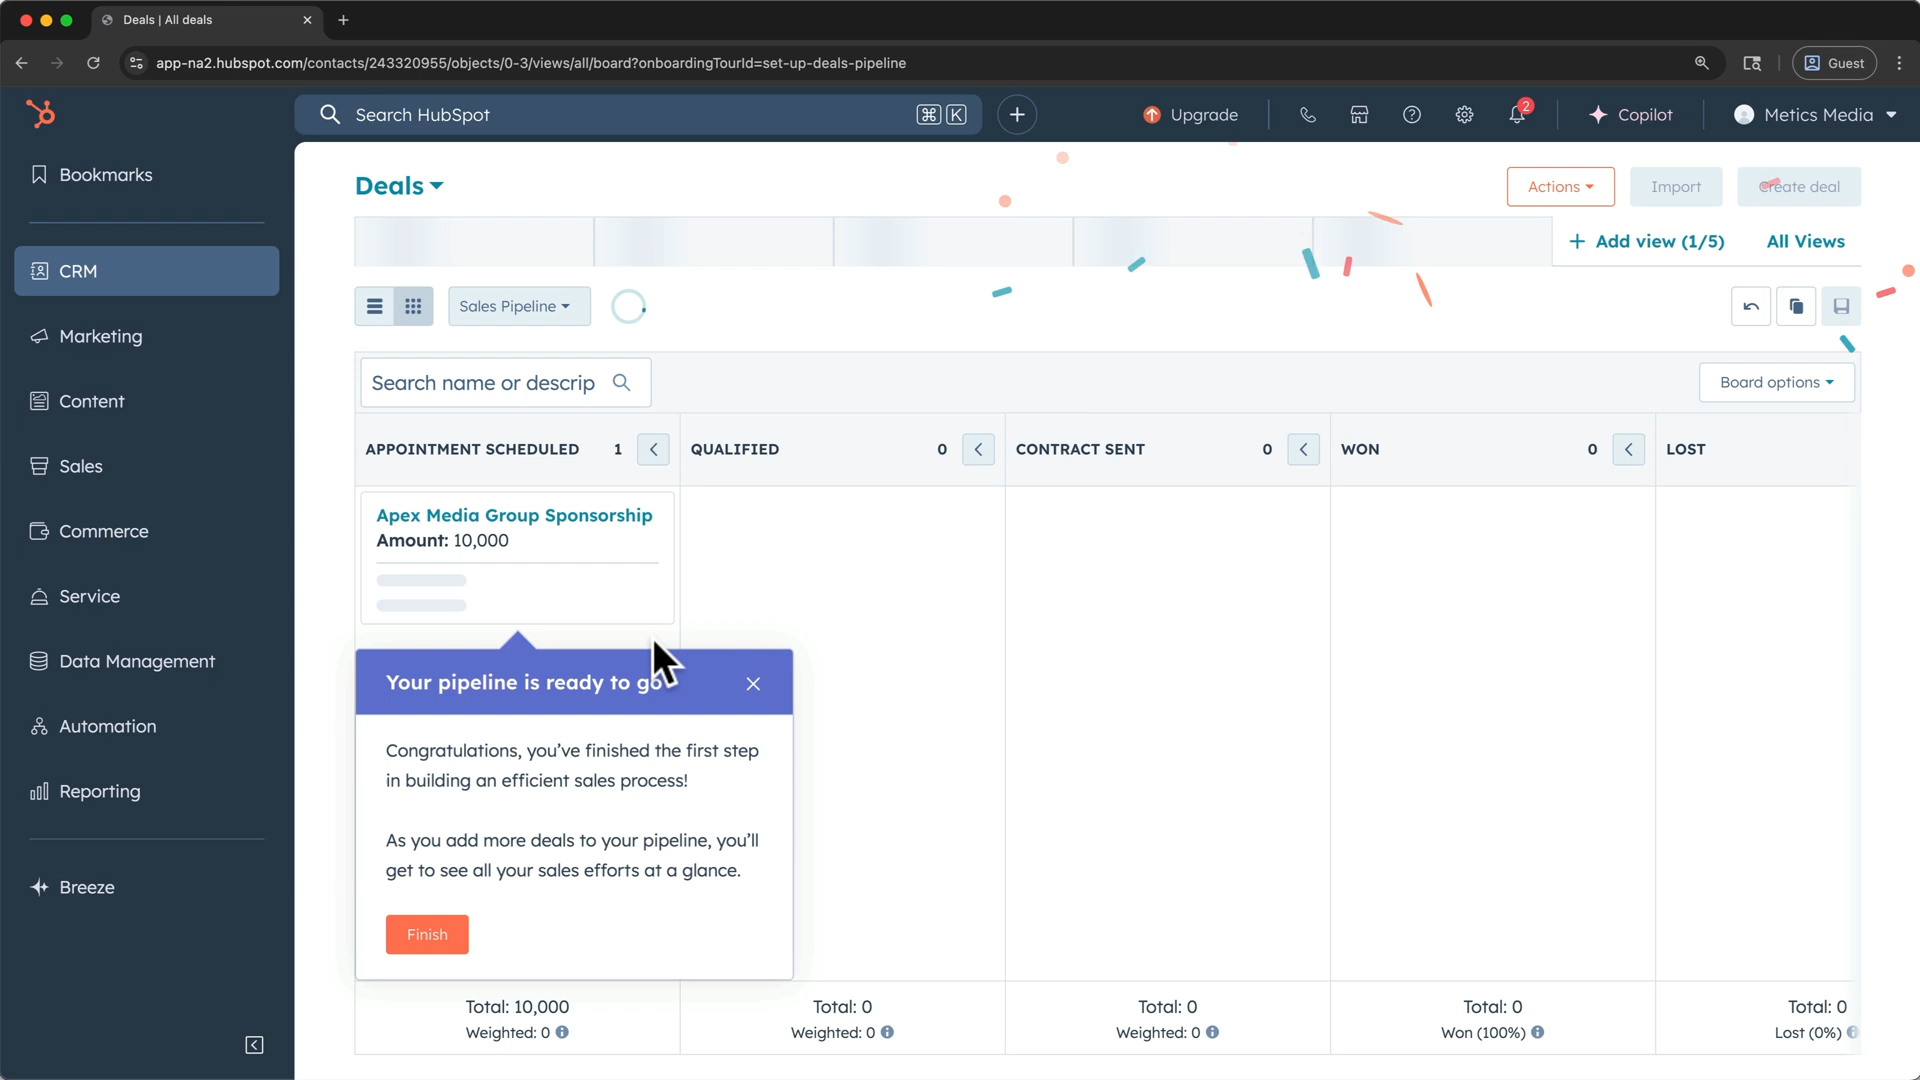 Deals | All deals
app-na2.hubspot.com/contacts/243320955/objects/0-3/views/all/board?onboardingTourId=set-up-deals-pipeline
Guest
Search HubSpot
⌘ K
Upgrade
2
Copilot
Metics Media
Bookmarks
CRM
Marketing
Content
Sales
Commerce
Service
Data Management
Automation
Reporting
Breeze
Deals
Actions
Import
Create deal
+ Add view (1/5)
All Views
Sales Pipeline
Search name or descrip
Board options
APPOINTMENT SCHEDULED 1
QUALIFIED 0
CONTRACT SENT 0
WON 0
LOST
Apex Media Group Sponsorship
Amount: 10,000
Your pipeline is ready to go
Congratulations, you've finished the first step
in building an efficient sales process!
As you add more deals to your pipeline, you'll
get to see all your sales efforts at a glance.
Finish
Total: 10,000
Weighted: 0
Total: 0
Weighted: 0
Total: 0
Weighted: 0
Total: 0
Won (100%)
Total: 0
Lost (0%)